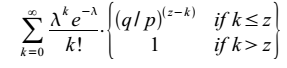 ∞
∑ λ^k e^{-λ} / k! · { (q/p)^{(z-k)} if k ≤ z
k=0 1 if k > z }